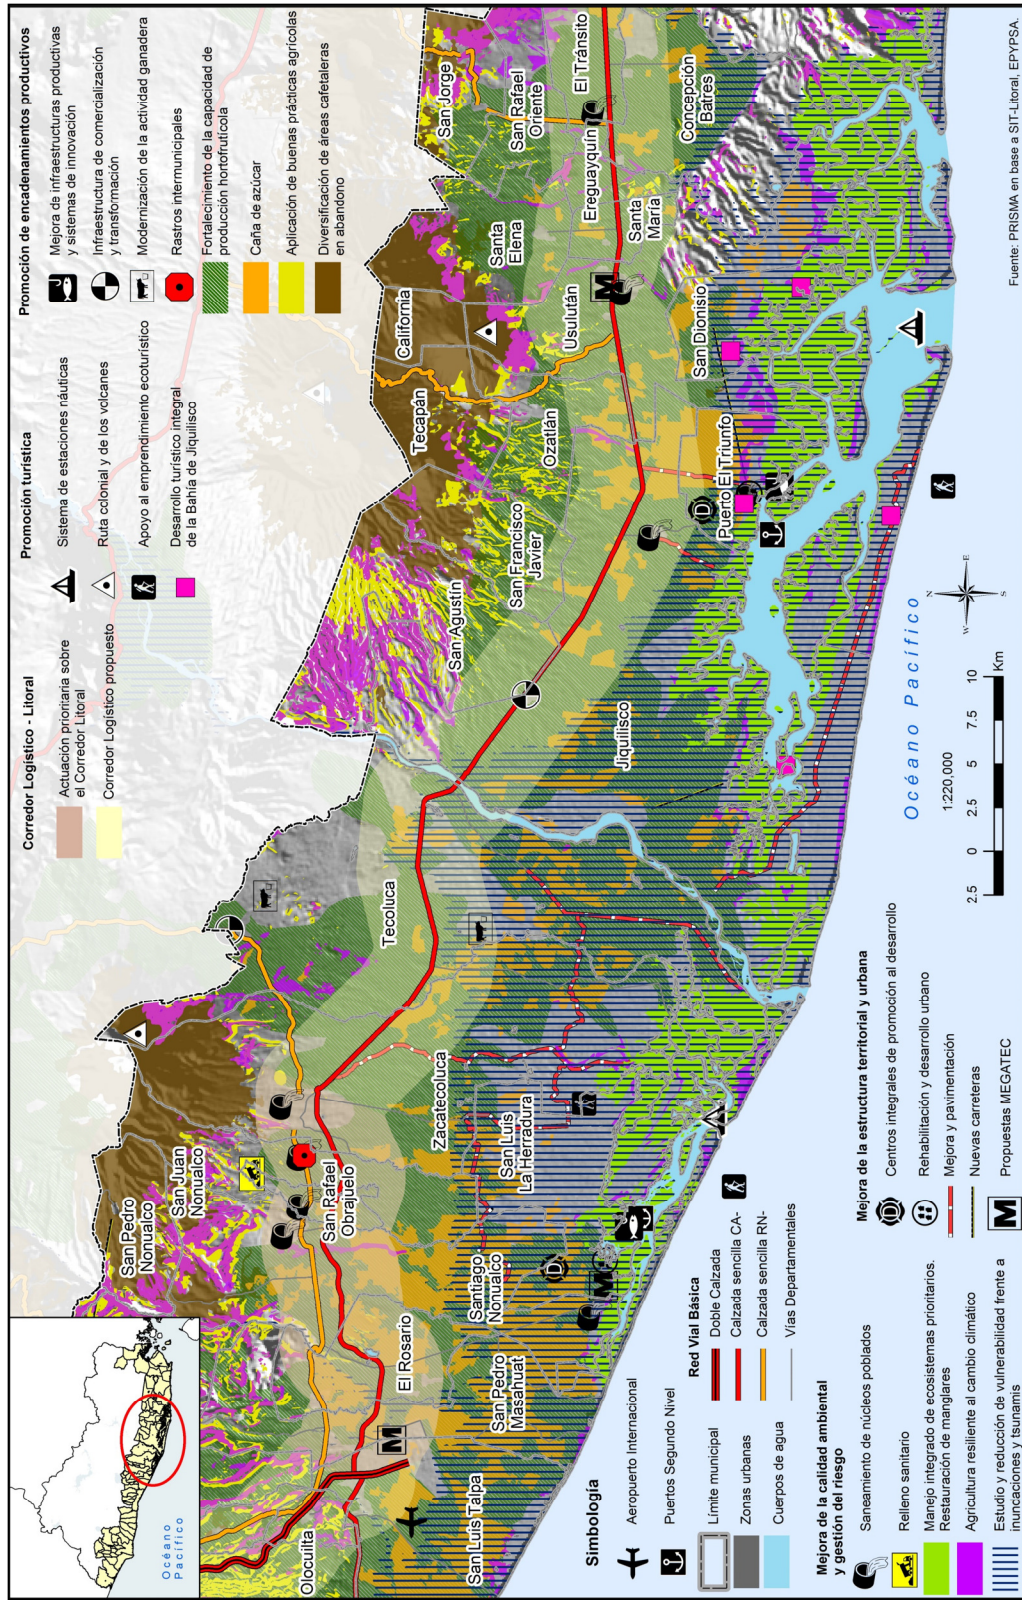 Océano
Pacífico
Corredor Logístico - Litoral
Actuación prioriaria sobre
el Corredor Litoral
Corredor Logístico propuesto
Promoción turística
Sistema de estaciones náuticas
Ruta colonial y de los volcanes
Apoyo al emprendimiento ecoturístico
Desarrollo turístico integral
de la Bahía de Jiquilisco
Promoción de encadenamientos productivos
Mejora de infraestructuras productivas
y sistemas de innovación
Infraestructura de comercialización
y transformación
Modernización de la actividad ganadera
Rastros intermunicipales
Fortalecimiento de la capacidad de
producción hortofrutícola
Caña de azúcar
Aplicación de buenas prácticas agrícolas
Diversificación de áreas cafetaleras
en abandono
San Pedro
Nonualco
San Juan
Nonualco
Olocuilta
San Rafael
Obrajuelo
El Rosario
San Luis Talpa
San Pedro
Masahuat
Santiago
Nonualco
Zacatecoluca
San Luis
La Herradura
Tecoluca
San Agustín
San Francisco
Javier
Jiquilisco
Tecapán
California
Ozatlán
Usulután
Santa
Elena
San Jorge
San Rafael
Oriente
El Tránsito
Ereguayquín
Santa
María
Concepción
Batres
San Dionisio
Puerto El Triunfo
M
M
M
D
D
Océano Pacífico
N
W
E
S
1:220,000
2.5
0
2.5
5
7.5
10
Km
Simbología
Aeropuerto Internacional
Puertos Segundo Nivel
Límite municipal
Zonas urbanas
Cuerpos de agua
Red Vial Básica
Doble Calzada
Calzada sencilla CA-
Calzada sencilla RN-
Vías Departamentales
Mejora de la calidad ambiental
y gestión del riesgo
Saneamiento de núcleos poblados
Relleno sanitario
Manejo integrado de ecosistemas prioritarios.
Restauración de manglares
Agricultura resiliente al cambio climático
Estudio y reducción de vulnerabilidad frente a
inundaciones y tsunamis
Mejora de la estructura territorial y urbana
D
Centros integrales de promoción al desarrollo
Rehabilitación y desarrollo urbano
Mejora y pavimentación
Nuevas carreteras
M
Propuestas MEGATEC
Fuente: PRISMA en base a SIT-Litoral, EPYPSA.